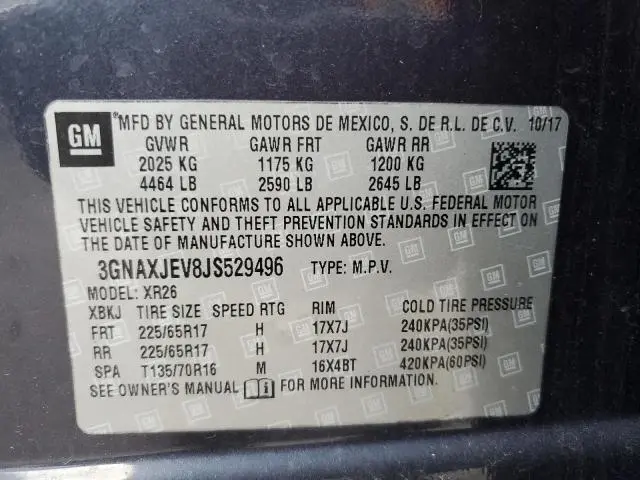 GM ® MFD BY GENERAL MOTORS DE MEXICO, S. DE R.L. DE C.V. 10/17
GVWR GAWR FRT GAWR RR
2025 KG 1175 KG 1200 KG
4464 LB 2590 LB 2645 LB
THIS VEHICLE CONFORMS TO ALL APPLICABLE U.S. FEDERAL MOTOR
VEHICLE SAFETY AND THEFT PREVENTION STANDARDS IN EFFECT ON
THE DATE OF MANUFACTURE SHOWN ABOVE.
3GNAXJEV8JS529496 TYPE: M.P.V.
MODEL: XR26
XBKJ TIRE SIZE SPEED RTG RIM COLD TIRE PRESSURE
FRT 225/65R17 H 17X7J 240KPA(35PSI)
RR 225/65R17 H 17X7J 240KPA(35PSI)
SPA T135/70R16 M 16X4BT 420KPA(60PSI)
SEE OWNER'S MANUAL FOR MORE INFORMATION.